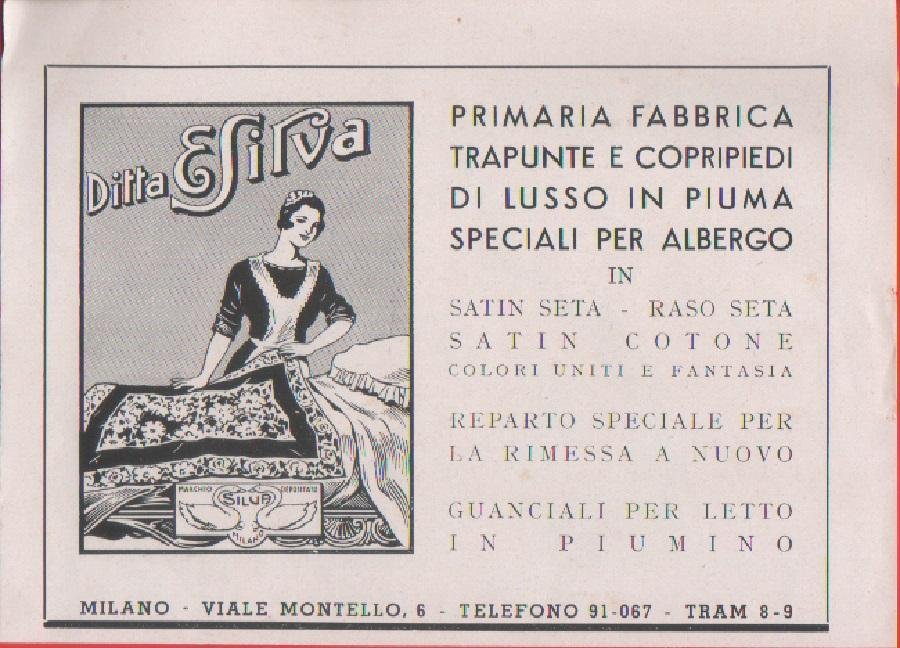 Ditta E Silva
MARCHIO DEPOSITATO
SILVA
MILANO
PRIMARIA FABBRICA
TRAPUNTE E COPRIPIEDI
DI LUSSO IN PIUMA
SPECIALI PER ALBERGO
IN
SATIN SETA - RASO SETA
SATIN COTONE
COLORI UNITI E FANTASIA
REPARTO SPECIALE PER
LA RIMESSA A NUOVO
GUANCIALI PER LETTO
IN PIUMINO
MILANO - VIALE MONTELLO, 6 - TELEFONO 91-067 - TRAM 8-9